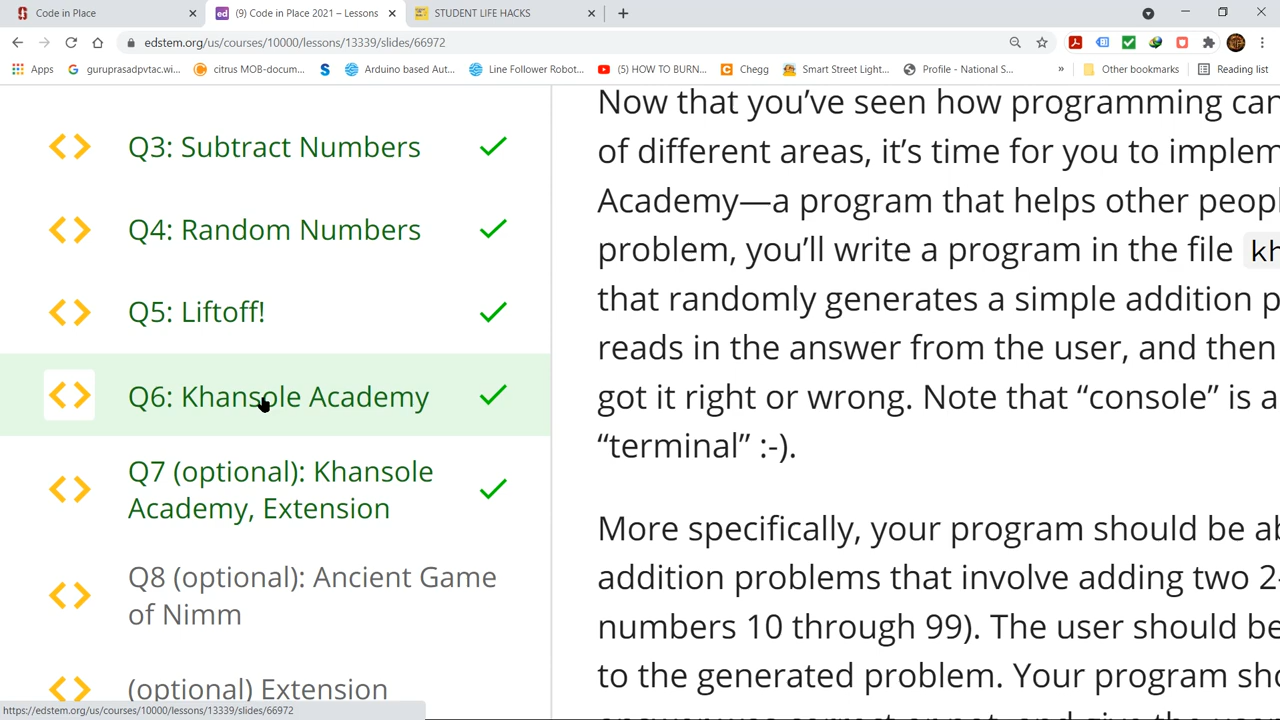 Code in Place
(9) Code in Place 2021 – Lessons
STUDENT LIFE HACKS
edstem.org/us/courses/10000/lessons/13339/slides/66972
Apps
guruprasadpvtac.wi...
citrus MOB-docum...
Arduino based Aut...
Line Follower Robot...
(5) HOW TO BURN...
Chegg
Smart Street Light...
Profile - National S...
»
Other bookmarks
Reading list
Q3: Subtract Numbers
Q4: Random Numbers
Q5: Liftoff!
Q6: Khansole Academy
Q7 (optional): Khansole
Academy, Extension
Q8 (optional): Ancient Game
of Nimm
(optional) Extension
Now that you’ve seen how programming can
of different areas, it’s time for you to implem
Academy—a program that helps other peop
problem, you’ll write a program in the file kh
that randomly generates a simple addition p
reads in the answer from the user, and then
got it right or wrong. Note that “console” is a
“terminal” :-).
More specifically, your program should be ab
addition problems that involve adding two 2-
numbers 10 through 99). The user should be
to the generated problem. Your program sho
https://edstem.org/us/courses/10000/lessons/13339/slides/66972